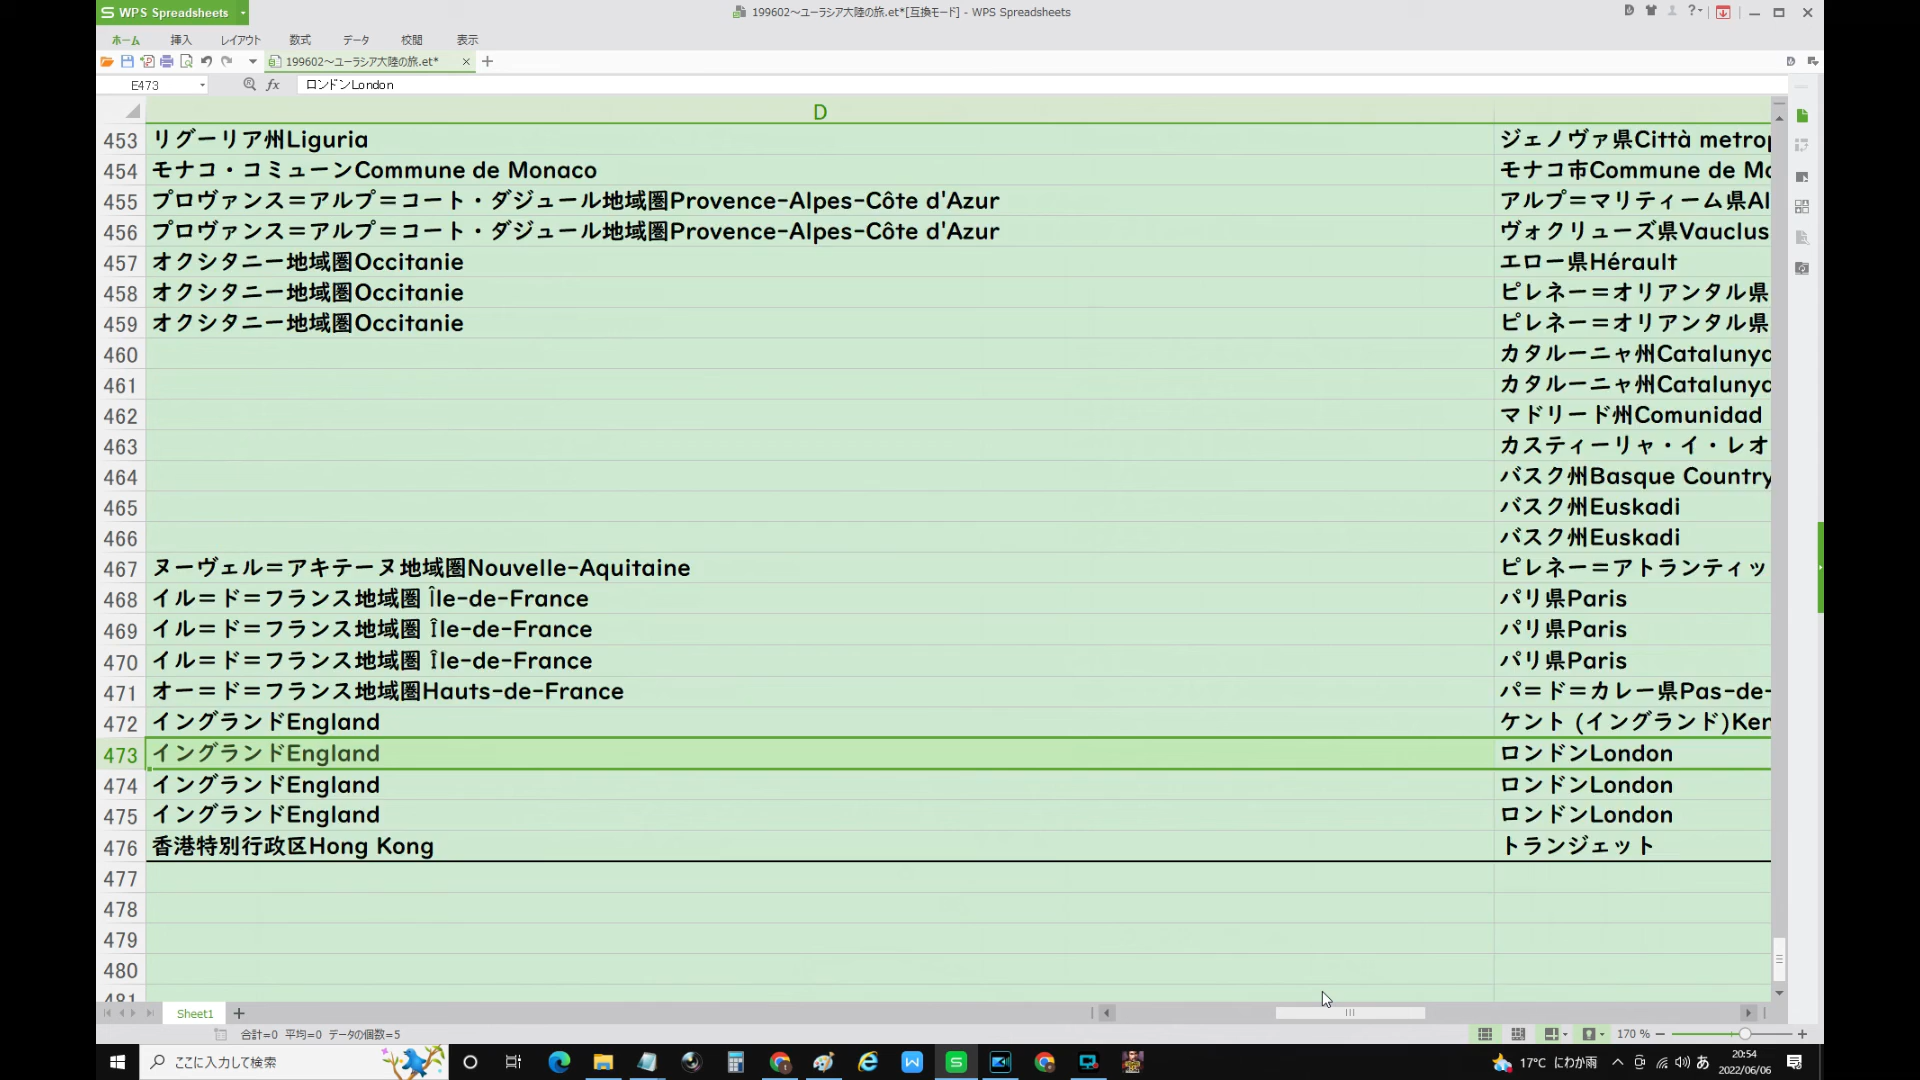 WPS Spreadsheets
199602～ユーラシア大陸の旅.et*[互換モード] - WPS Spreadsheets
ホーム 挿入 レイアウト 数式 データ 校閲 表示
199602～ユーラシア大陸の旅.et*
E473 fx ロンドンLondon
D
453 リグーリア州Liguria ジェノヴァ県Città metrop
454 モナコ・コミューンCommune de Monaco モナコ市Commune de Mo
455 プロヴァンス＝アルプ＝コート・ダジュール地域圏Provence-Alpes-Côte d'Azur アルプ＝マリティーム県Al
456 プロヴァンス＝アルプ＝コート・ダジュール地域圏Provence-Alpes-Côte d'Azur ヴォクリューズ県Vauclus
457 オクシタニー地域圏Occitanie エロー県Hérault
458 オクシタニー地域圏Occitanie ピレネー＝オリアンタル県
459 オクシタニー地域圏Occitanie ピレネー＝オリアンタル県
460 カタルーニャ州Catalunya
461 カタルーニャ州Catalunya
462 マドリード州Comunidad
463 カスティーリャ・イ・レオ
464 バスク州Basque Country
465 バスク州Euskadi
466 バスク州Euskadi
467 ヌーヴェル＝アキテーヌ地域圏Nouvelle-Aquitaine ピレネー＝アトランティッ
468 イル＝ド＝フランス地域圏 Île-de-France パリ県Paris
469 イル＝ド＝フランス地域圏 Île-de-France パリ県Paris
470 イル＝ド＝フランス地域圏 Île-de-France パリ県Paris
471 オー＝ド＝フランス地域圏Hauts-de-France パ＝ド＝カレー県Pas-de-
472 イングランドEngland ケント (イングランド)Ken
473 イングランドEngland ロンドンLondon
474 イングランドEngland ロンドンLondon
475 イングランドEngland ロンドンLondon
476 香港特別行政区Hong Kong トランジェット
477
478
479
480
481
Sheet1
合計=0 平均=0 データの個数=5 170 %
ここに入力して検索 17°C にわか雨 あ 20:54
2022/06/06